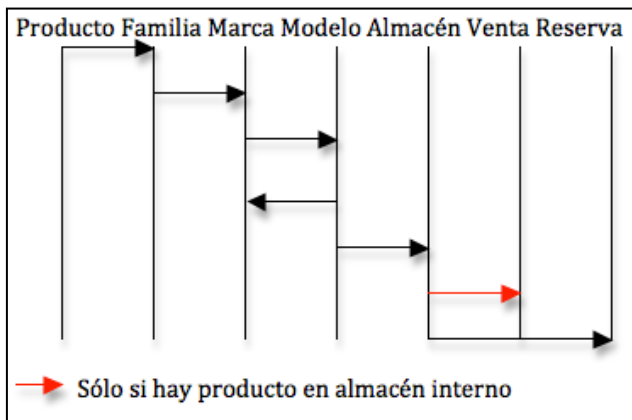 Producto Familia Marca Modelo Almacén Venta Reserva
Sólo si hay producto en almacén interno